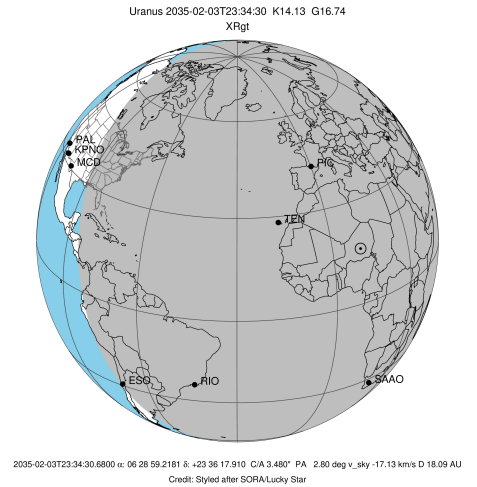 Uranus 2035-02-03T23:34:30 K14.13 G16.74
XRgt
PAL
KPNO
MCD
PIC
TEN
ESO
RIO
SAAO
2035-02-03T23:34:30.6800 α: 06 28 59.2181 δ: +23 36 17.910 C/A 3.480" PA 2.80 deg v_sky -17.13 km/s D 18.09 AU
Credit: Styled after SORA/Lucky Star